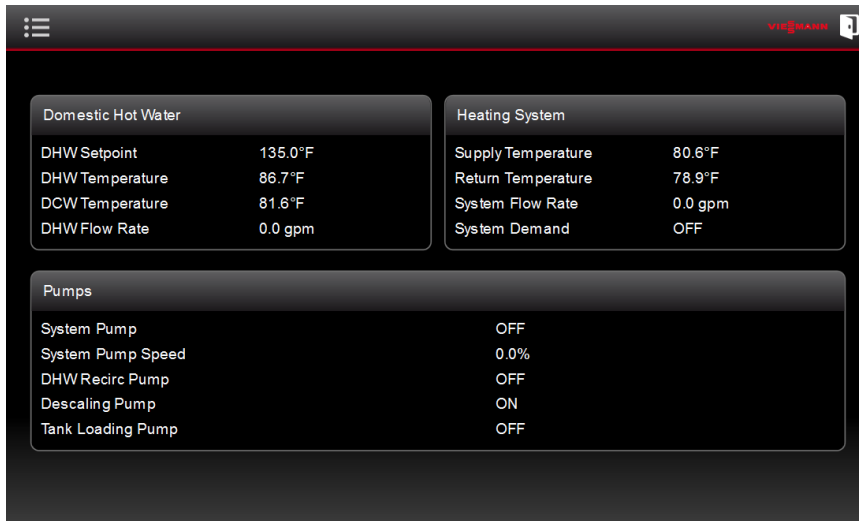 VIESMANN
Domestic Hot Water
DHW Setpoint 135.0°F
DHW Temperature 86.7°F
DCW Temperature 81.6°F
DHW Flow Rate 0.0 gpm
Heating System
Supply Temperature 80.6°F
Return Temperature 78.9°F
System Flow Rate 0.0 gpm
System Demand OFF
Pumps
System Pump OFF
System Pump Speed 0.0%
DHW Recirc Pump OFF
Descaling Pump ON
Tank Loading Pump OFF